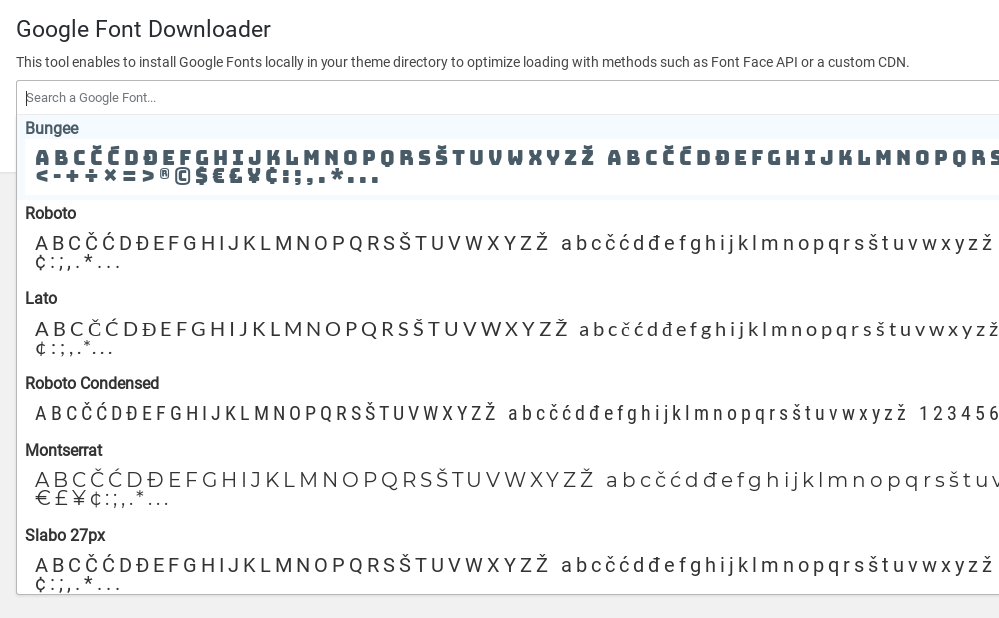 Google Font Downloader
This tool enables to install Google Fonts locally in your theme directory to optimize loading with methods such as Font Face API or a custom CDN.
Search a Google Font...
Bungee
A B C Č Ć D Đ E F G H I J K L M N O P Q R S Š T U V W X Y Z Ž A B C Č Ć D Đ E F G H I J K L M N O P Q R S
< - + ÷ × = > ® © $ € £ ¥ ¢ : ; , . * . . .
Roboto
A B C Č Ć D Đ E F G H I J K L M N O P Q R S Š T U V W X Y Z Ž a b c č ć d đ e f g h i j k l m n o p q r s š t u v w x y z ž
¢ : ; , . * . . .
Lato
A B C Č Ć D Đ E F G H I J K L M N O P Q R S Š T U V W X Y Z Ž a b c č ć d đ e f g h i j k l m n o p q r s š t u v w x y z ž
¢ : ; , . * . . .
Roboto Condensed
A B C Č Ć D Đ E F G H I J K L M N O P Q R S Š T U V W X Y Z Ž a b c č ć d đ e f g h i j k l m n o p q r s š t u v w x y z ž 1 2 3 4 5 6
Montserrat
A B C Č Ć D Đ E F G H I J K L M N O P Q R S Š T U V W X Y Z Ž a b c č ć d đ e f g h i j k l m n o p q r s š t u v
€ £ ¥ ¢ : ; , . * . . .
Slabo 27px
A B C Č Ć D Đ E F G H I J K L M N O P Q R S Š T U V W X Y Z Ž a b c č ć d đ e f g h i j k l m n o p q r s š t u v w x y z ž
¢ : ; , . * . . .